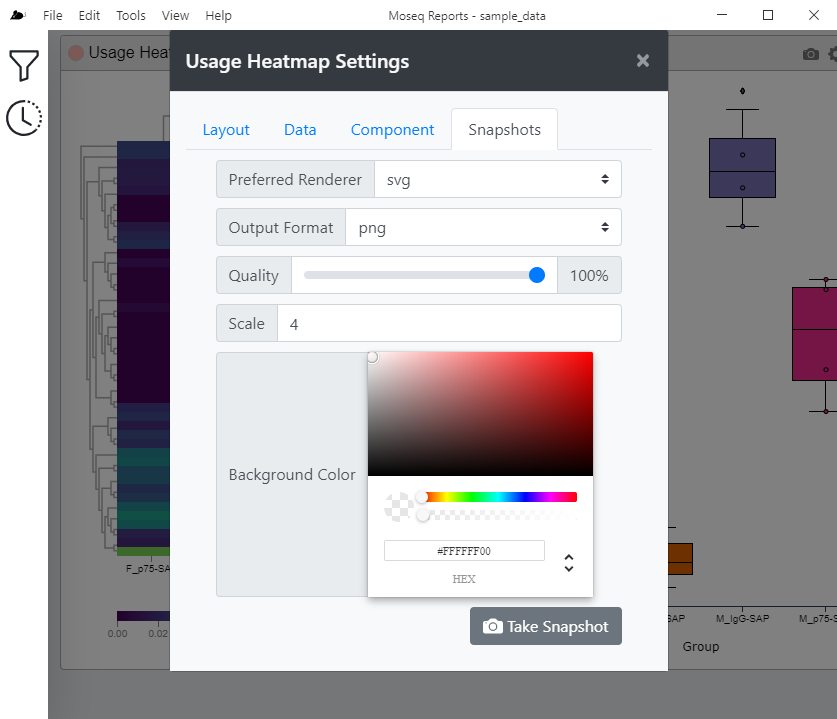 File Edit Tools View Help Moseq Reports - sample_data
Usage Heatmap Settings ×
Layout Data Component Snapshots
Preferred Renderer svg
Output Format png
Quality 100%
Scale 4
Background Color
#FFFFFF00
HEX
Take Snapshot
Usage Hea
F_p75-SA
0.00 0.02
SAP M_IgG-SAP M_p75-S
Group